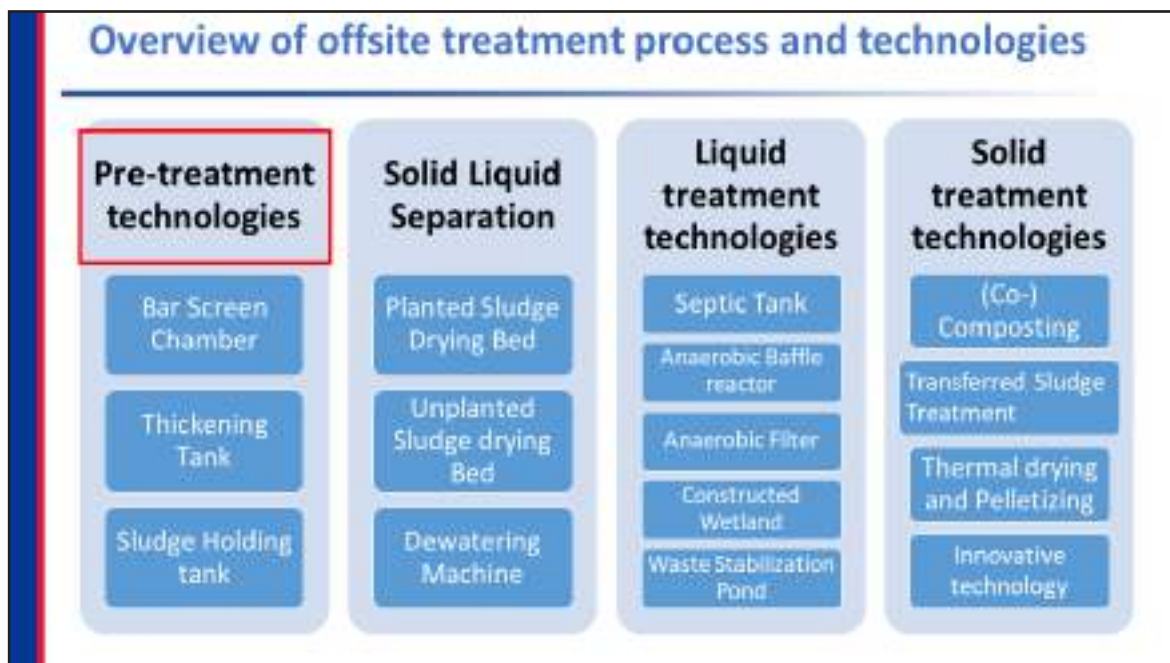 Overview of offsite treatment process and technologies
Pre-treatment
technologies
Bar Screen
Chamber
Thickening
Tank
Sludge Holding
tank
Solid Liquid
Separation
Planted Sludge
Drying Bed
Unplanted
Sludge drying
Bed
Dewatering
Machine
Liquid
treatment
technologies
Septic Tank
Anaerobic Baffle
reactor
Anaerobic Filter
Constructed
Wetland
Waste Stabilization
Pond
Solid
treatment
technologies
(Co-)
Composting
Transferred Sludge
Treatment
Thermal drying
and Pelletizing
Innovative
technology